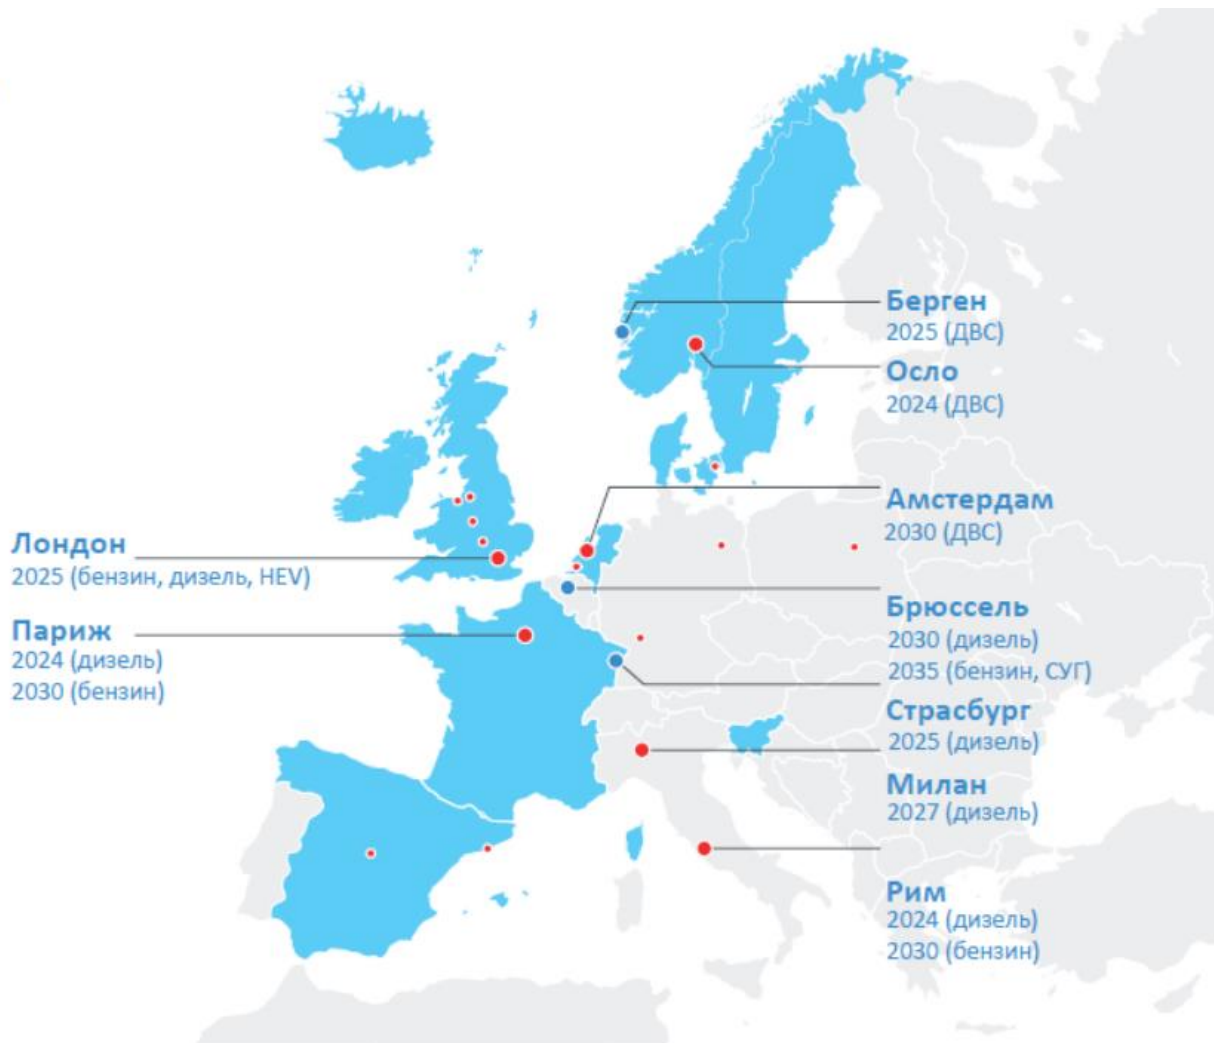 Берген
2025 (ДВС)
Осло
2024 (ДВС)
Амстердам
2030 (ДВС)
Лондон
2025 (бензин, дизель, HEV)
Париж
2024 (дизель)
2030 (бензин)
Брюссель
2030 (дизель)
2035 (бензин, СУГ)
Страсбург
2025 (дизель)
Милан
2027 (дизель)
Рим
2024 (дизель)
2030 (бензин)